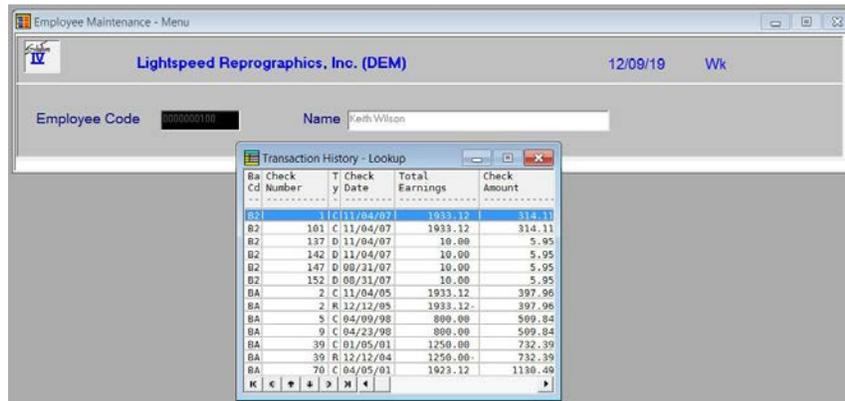 Employee Maintenance - Menu
Solution IV
Lightspeed Reprographics, Inc. (DEM) 12/09/19 Wk
Employee Code 0000000100 Name Keith Wilson
Transaction History - Lookup
Ba Check T Check Total Check
Cd Number y Date Earnings Amount
B2 1 C 11/04/07 1933.12 314.11
B2 101 C 11/04/07 1933.12 314.11
B2 137 D 11/04/07 10.00 5.95
B2 142 D 11/04/07 10.00 5.95
B2 147 D 08/31/07 10.00 5.95
B2 152 D 08/31/07 10.00 5.95
BA 2 C 11/04/05 1933.12 397.96
BA 2 R 12/12/05 1933.12- 397.96
BA 5 C 04/09/98 800.00 509.84
BA 9 C 04/23/98 800.00 509.84
BA 39 C 01/05/01 1250.00 732.39
BA 39 R 12/12/04 1250.00- 732.39
BA 70 C 04/05/01 1923.12 1130.49